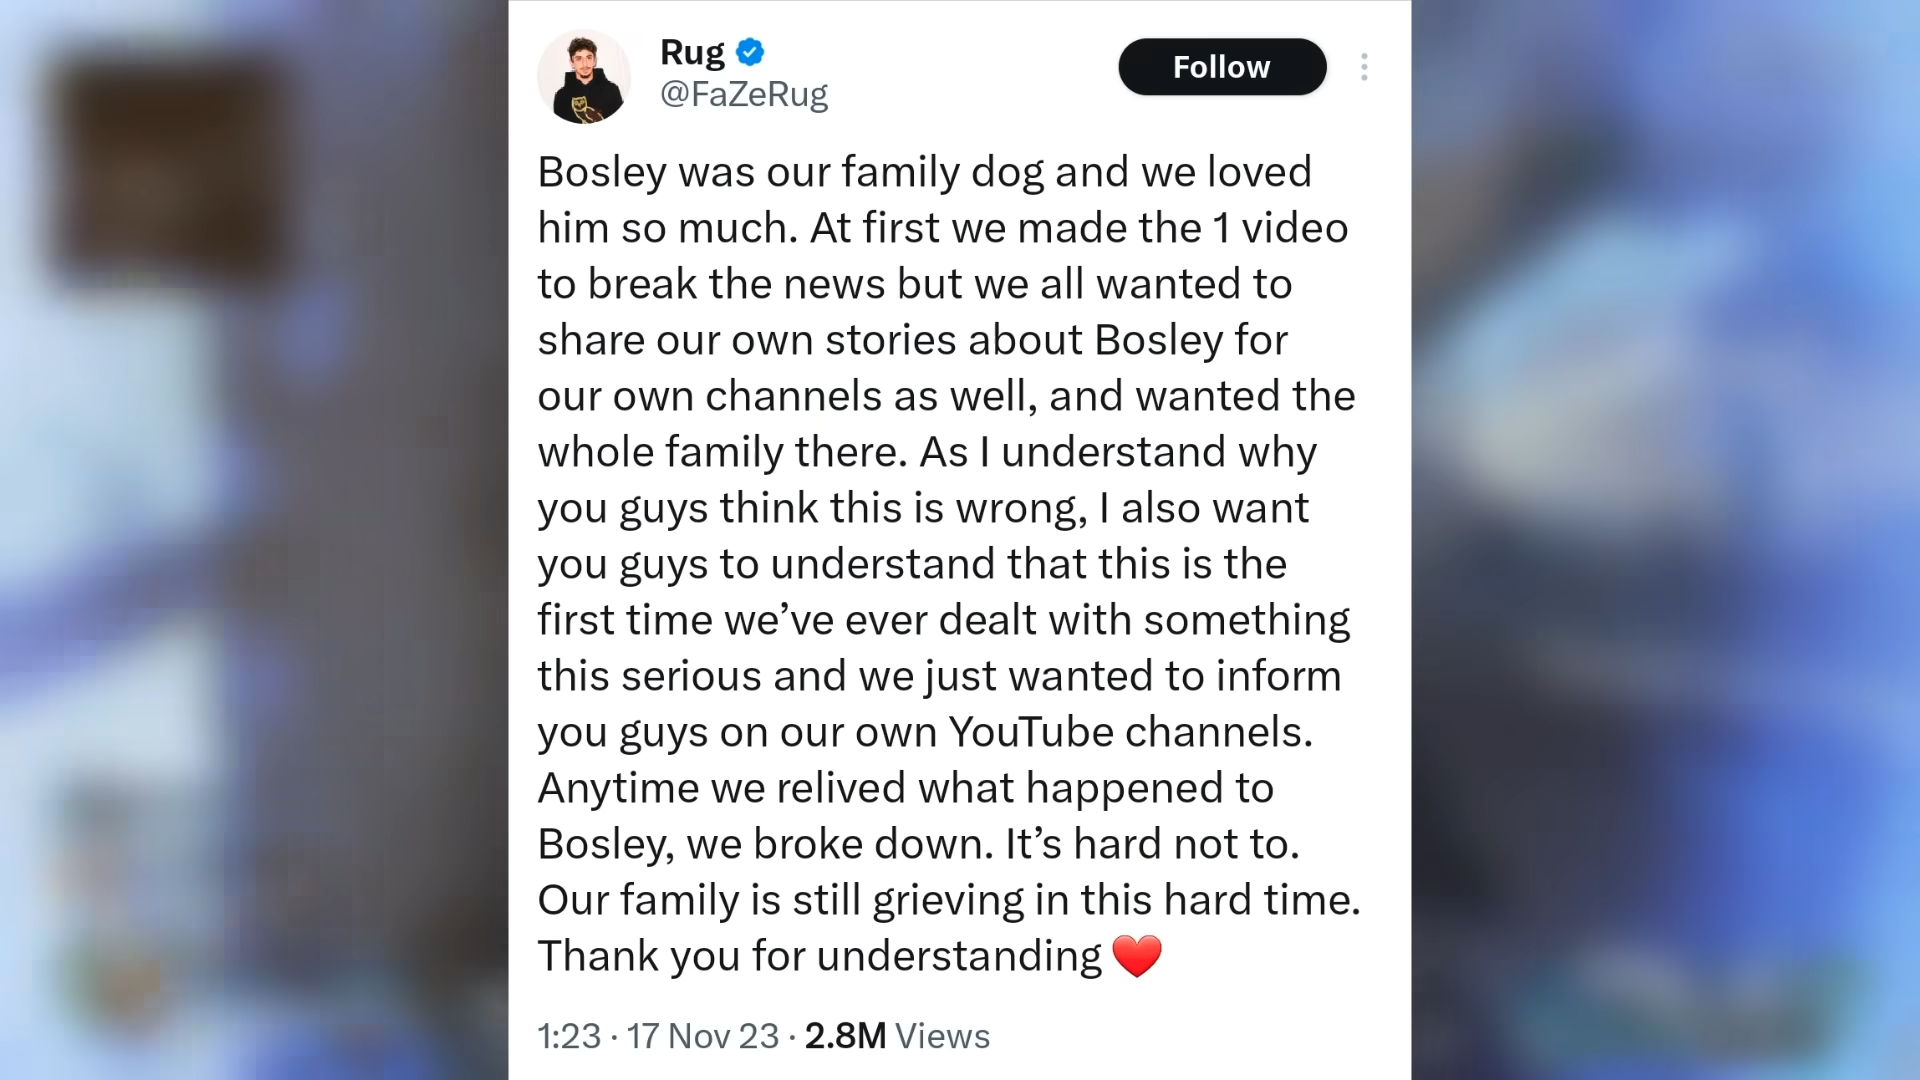 Rug
@FaZeRug
Follow
Bosley was our family dog and we loved
him so much. At first we made the 1 video
to break the news but we all wanted to
share our own stories about Bosley for
our own channels as well, and wanted the
whole family there. As I understand why
you guys think this is wrong, I also want
you guys to understand that this is the
first time we’ve ever dealt with something
this serious and we just wanted to inform
you guys on our own YouTube channels.
Anytime we relived what happened to
Bosley, we broke down. It’s hard not to.
Our family is still grieving in this hard time.
Thank you for understanding ❤️
1:23 · 17 Nov 23 · 2.8M Views